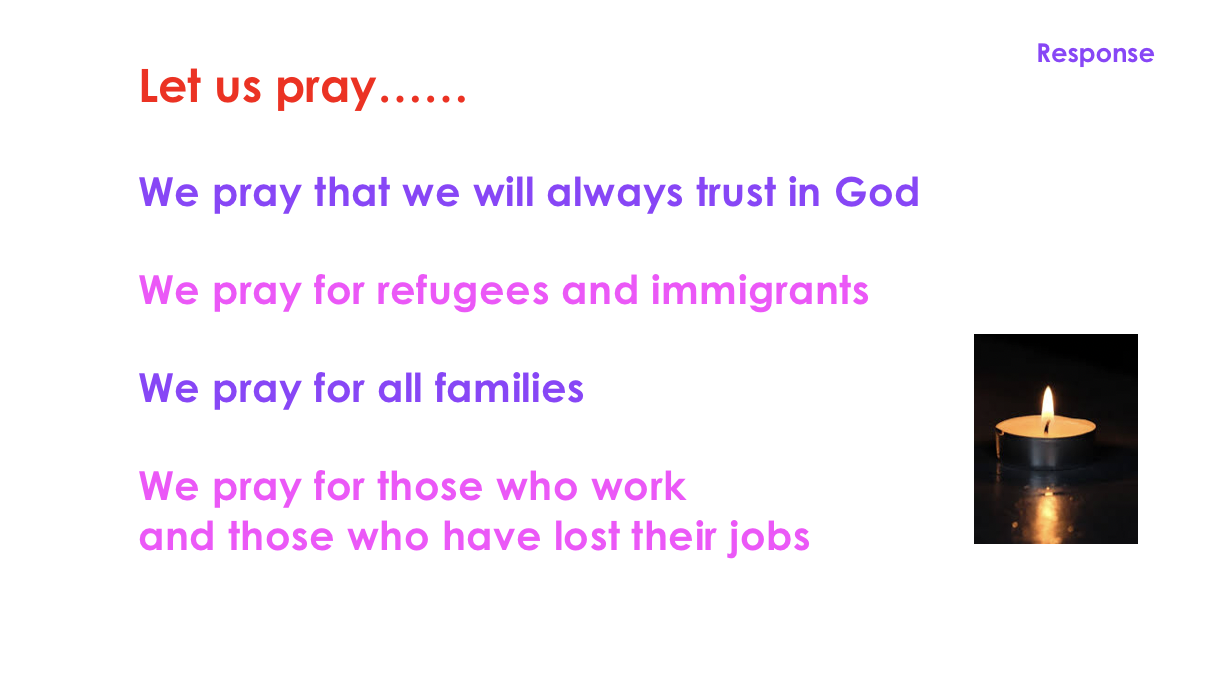 Response
Let us pray......
We pray that we will always trust in God
We pray for refugees and immigrants
We pray for all families
We pray for those who work
and those who have lost their jobs